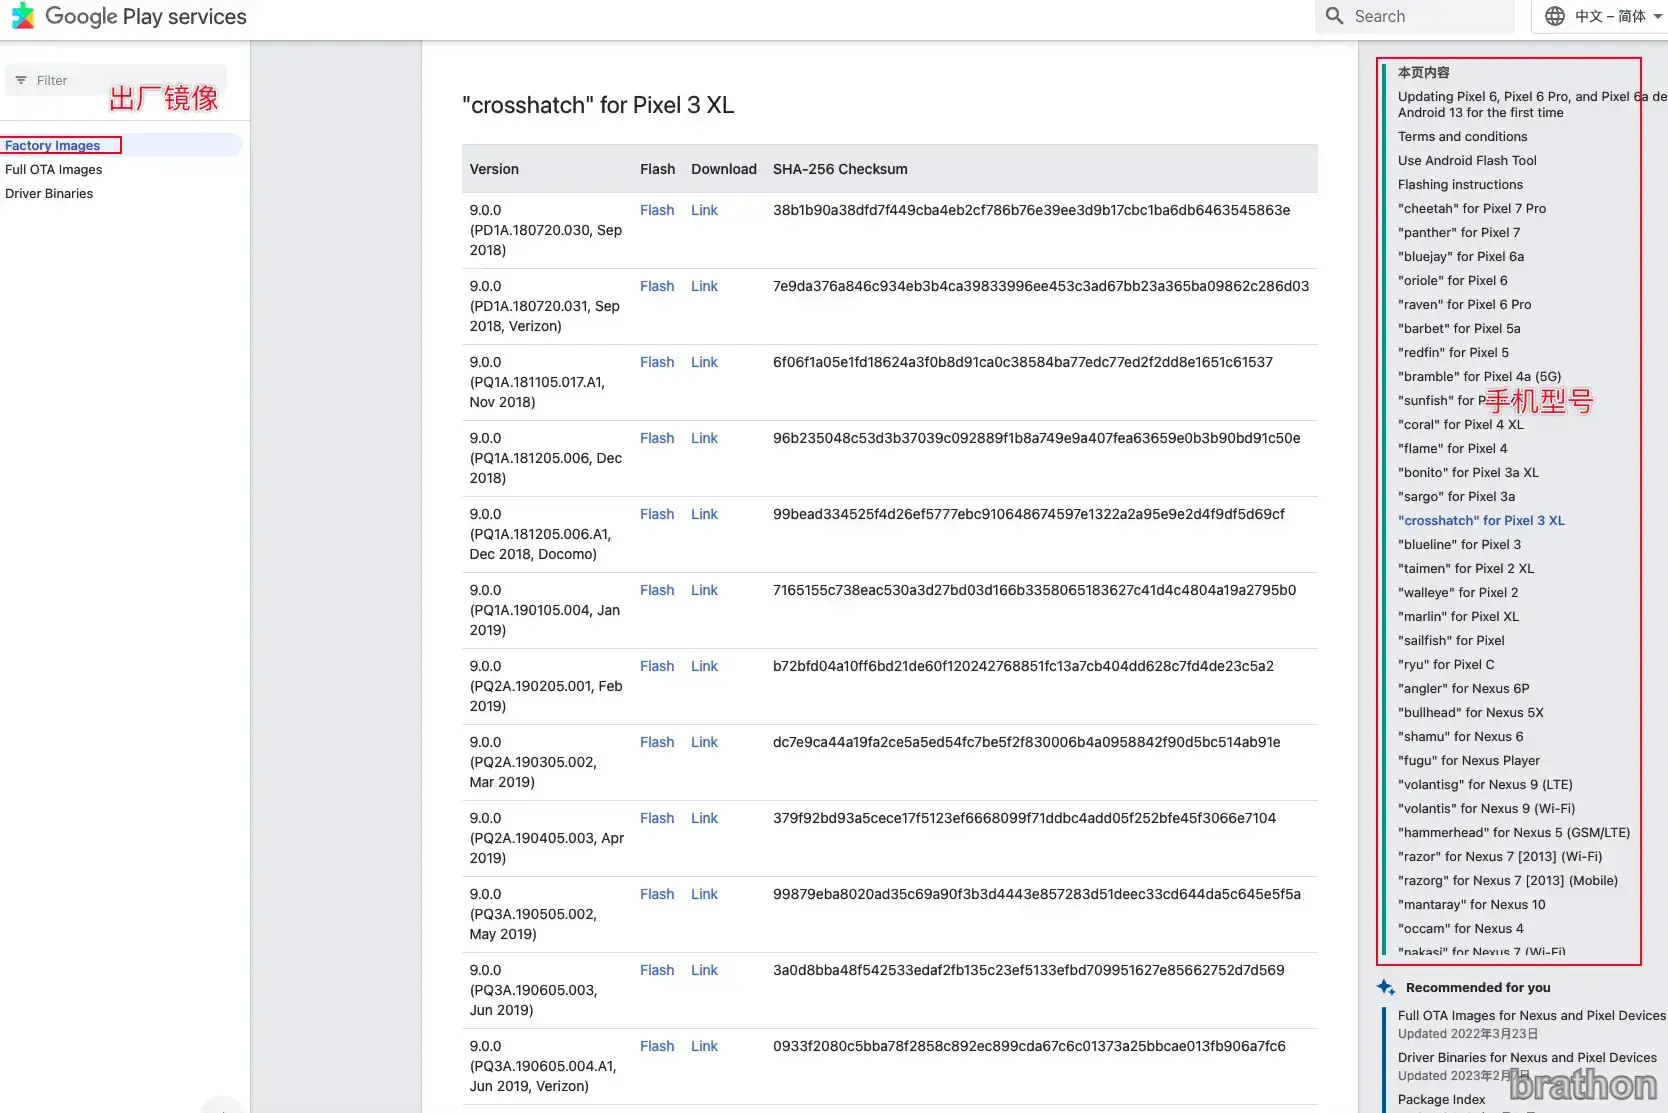 Google Play services
Search
中文 – 简体
Filter
出厂镜像
Factory Images
Full OTA Images
Driver Binaries
"crosshatch" for Pixel 3 XL
Version Flash Download SHA-256 Checksum
9.0.0 Flash Link 38b1b90a38dfd7f449cba4eb2cf786b76e39ee3d9b17cbc1ba6db6463545863e
(PD1A.180720.030, Sep
2018)
9.0.0 Flash Link 7e9da376a846c934eb3b4ca39833996ee453c3ad67bb23a365ba09862c286d03
(PD1A.180720.031, Sep
2018, Verizon)
9.0.0 Flash Link 6f06f1a05e1fd18624a3f0b8d91ca0c38584ba77edc77ed2f2dd8e1651c61537
(PQ1A.181105.017.A1,
Nov 2018)
9.0.0 Flash Link 96b235048c53d3b37039c092889f1b8a749e9a407fea63659e0b3b90bd91c50e
(PQ1A.181205.006, Dec
2018)
9.0.0 Flash Link 99bead334525f4d26ef5777ebc910648674597e1322a2a95e9e2d4f9df5d69cf
(PQ1A.181205.006.A1,
Dec 2018, Docomo)
9.0.0 Flash Link 7165155c738eac530a3d27bd03d166b3358065183627c41d4c4804a19a2795b0
(PQ1A.190105.004, Jan
2019)
9.0.0 Flash Link b72bfd04a10ff6bd21de60f120242768851fc13a7cb404dd628c7fd4de23c5a2
(PQ2A.190205.001, Feb
2019)
9.0.0 Flash Link dc7e9ca44a19fa2ce5a5ed54fc7be5f2f830006b4a0958842f90d5bc514ab91e
(PQ2A.190305.002,
Mar 2019)
9.0.0 Flash Link 379f92bd93a5cece17f5123ef6668099f71ddbc4add05f252bfe45f3066e7104
(PQ2A.190405.003, Apr
2019)
9.0.0 Flash Link 99879eba8020ad35c69a90f3b3d4443e857283d51deec33cd644da5c645e5f5a
(PQ3A.190505.002,
May 2019)
9.0.0 Flash Link 3a0d8bba48f542533edaf2fb135c23ef5133efbd709951627e85662752d7d569
(PQ3A.190605.003,
Jun 2019)
9.0.0 Flash Link 0933f2080c5bba78f2858c892ec899cda67c6c01373a25bbcae013fb906a7fc6
(PQ3A.190605.004.A1,
Jun 2019, Verizon)
本页内容
Updating Pixel 6, Pixel 6 Pro, and Pixel 6a de
Android 13 for the first time
Terms and conditions
Use Android Flash Tool
Flashing instructions
"cheetah" for Pixel 7 Pro
"panther" for Pixel 7
"bluejay" for Pixel 6a
"oriole" for Pixel 6
"raven" for Pixel 6 Pro
"barbet" for Pixel 5a
"redfin" for Pixel 5
"bramble" for Pixel 4a (5G)
"sunfish" for
手机型号
"coral" for Pixel 4 XL
"flame" for Pixel 4
"bonito" for Pixel 3a XL
"sargo" for Pixel 3a
"crosshatch" for Pixel 3 XL
"blueline" for Pixel 3
"taimen" for Pixel 2 XL
"walleye" for Pixel 2
"marlin" for Pixel XL
"sailfish" for Pixel
"ryu" for Pixel C
"angler" for Nexus 6P
"bullhead" for Nexus 5X
"shamu" for Nexus 6
"fugu" for Nexus Player
"volantisg" for Nexus 9 (LTE)
"volantis" for Nexus 9 (Wi-Fi)
"hammerhead" for Nexus 5 (GSM/LTE)
"razor" for Nexus 7 [2013] (Wi-Fi)
"razorg" for Nexus 7 [2013] (Mobile)
"mantaray" for Nexus 10
"occam" for Nexus 4
"nakasi" for Nexus 7 (Wi-Fi)
Recommended for you
Full OTA Images for Nexus and Pixel Devices
Updated 2022年3月23日
Driver Binaries for Nexus and Pixel Devices
Updated 2023年2月
brathon
Package Index